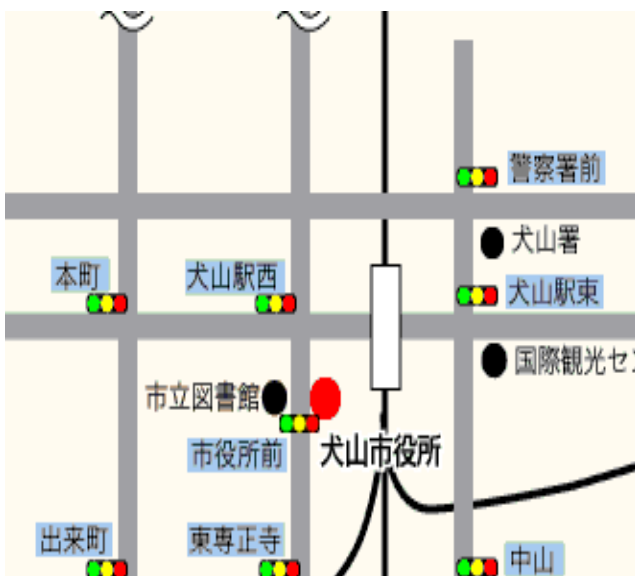 警察署前
犬山署
本町
犬山駅西
犬山駅東
国際観光セン
市立図書館
市役所前
犬山市役所
出来町
東専正寺
中山